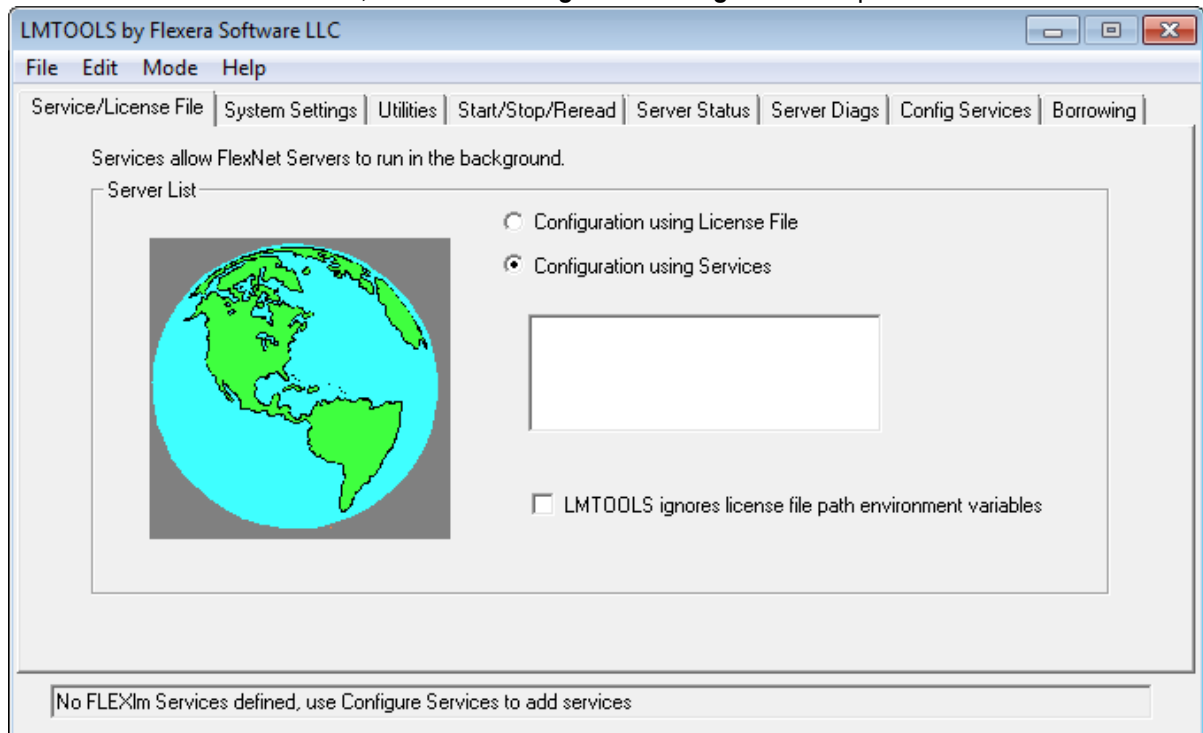 LMTOOLS by Flexera Software LLC
File Edit Mode Help
Service/License File System Settings Utilities Start/Stop/Reread Server Status Server Diags Config Services Borrowing
Services allow FlexNet Servers to run in the background.
Server List
Configuration using License File
Configuration using Services
LMTOOLS ignores license file path environment variables
No FLEXlm Services defined, use Configure Services to add services